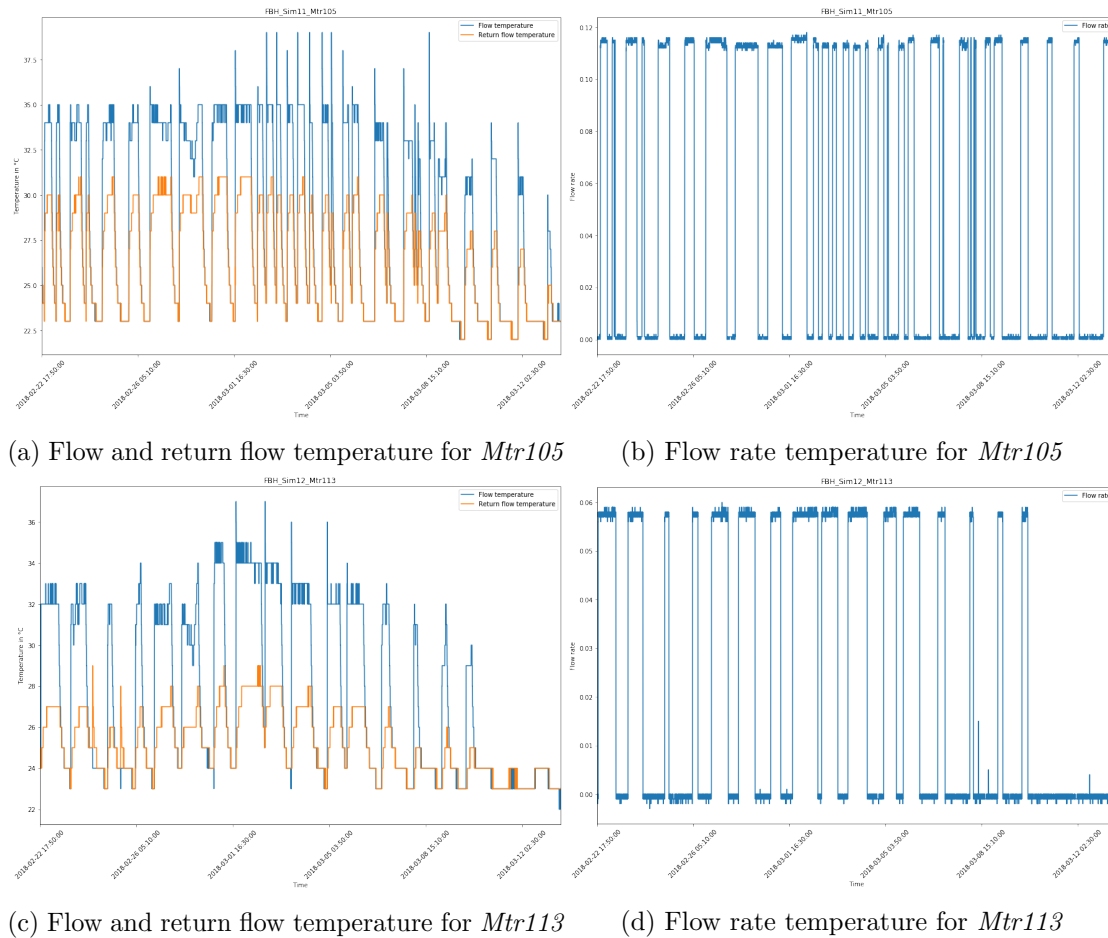 FBH_Sim11_Mtr105
Flow temperature
Return flow temperature
37.5
35.0
32.5
30.0
27.5
25.0
22.5
Temperature in °C
2018-02-22 17:50:00
2018-02-26 05:10:00
2018-03-01 16:30:00
2018-03-05 03:50:00
2018-03-08 15:10:00
2018-03-12 02:30:00
Time
FBH_Sim11_Mtr105
Flow rate
0.12
0.10
0.08
0.06
0.04
0.02
0.00
Flow rate
2018-02-22 17:50:00
2018-02-26 05:10:00
2018-03-01 16:30:00
2018-03-05 03:50:00
2018-03-08 15:10:00
2018-03-12 02:30:00
Time
(a) Flow and return flow temperature for Mtr105
(b) Flow rate temperature for Mtr105
FBH_Sim12_Mtr113
Flow temperature
Return flow temperature
36
34
32
30
28
26
24
22
Temperature in °C
2018-02-22 17:50:00
2018-02-26 05:10:00
2018-03-01 16:30:00
2018-03-05 03:50:00
2018-03-08 15:10:00
2018-03-12 02:30:00
Time
FBH_Sim12_Mtr113
Flow rate
0.06
0.05
0.04
0.03
0.02
0.01
0.00
Flow rate
2018-02-22 17:50:00
2018-02-26 05:10:00
2018-03-01 16:30:00
2018-03-05 03:50:00
2018-03-08 15:10:00
2018-03-12 02:30:00
Time
(c) Flow and return flow temperature for Mtr113
(d) Flow rate temperature for Mtr113